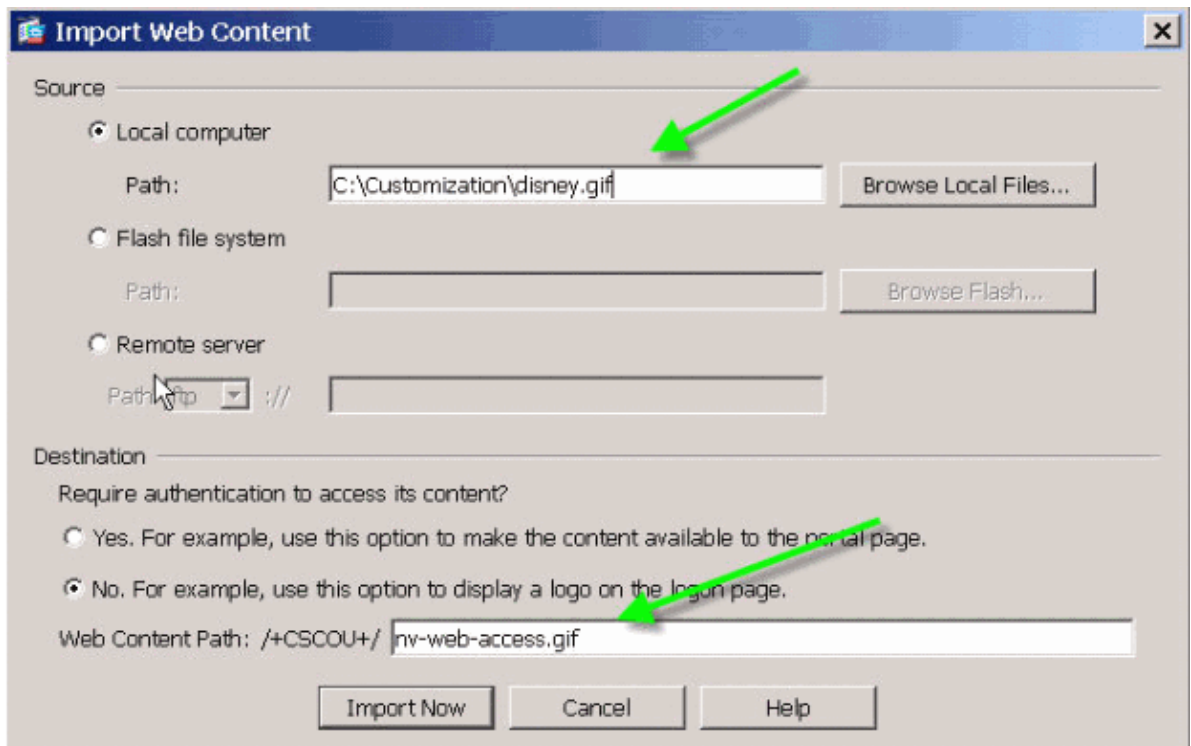 Import Web Content
Source
Local computer
Path: C:\Customization\disney.gif Browse Local Files...
Flash file system
Path: Browse Flash...
Remote server
Path: ftp ://
Destination
Require authentication to access its content?
Yes. For example, use this option to make the content available to the portal page.
No. For example, use this option to display a logo on the logon page.
Web Content Path: /+CSCOU+/ nv-web-access.gif
Import Now Cancel Help